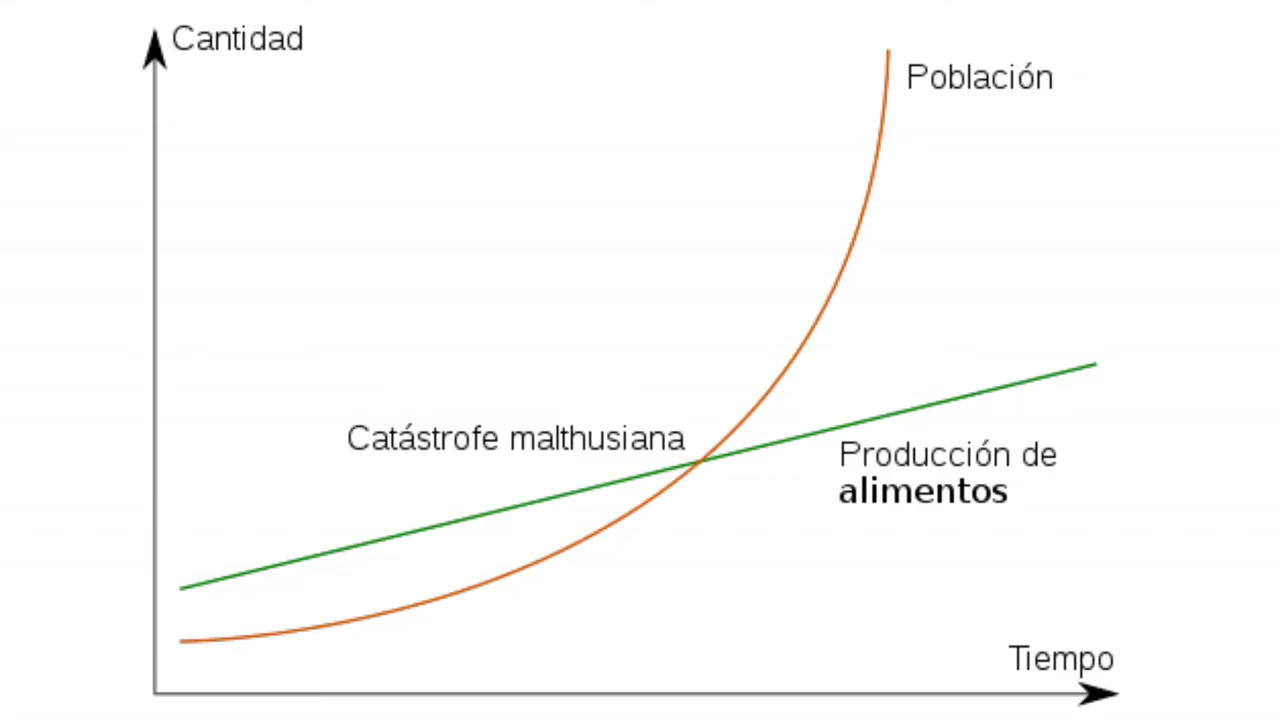 Cantidad
Población
Catástrofe malthusiana
Producción de
alimentos
Tiempo